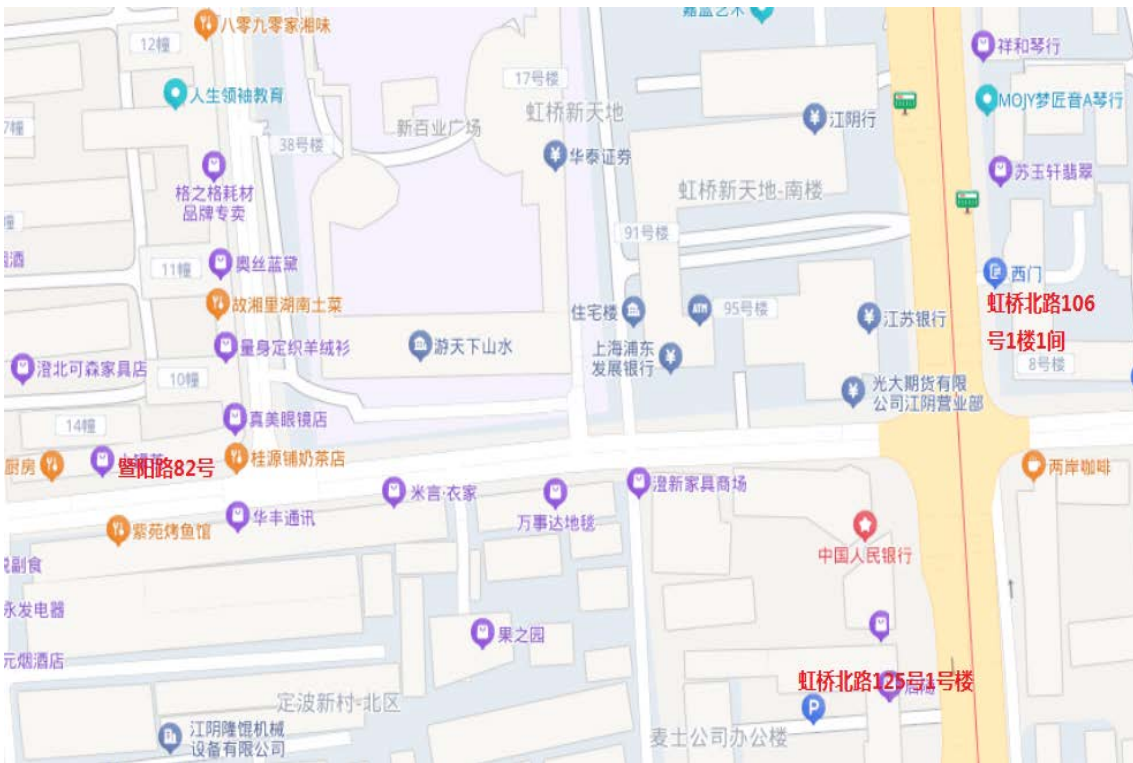 八零九零家湘味
12幢
人生领袖教育
38号楼
新百业广场
17号楼
虹桥新天地
华泰证券
江阴行
祥和琴行
MOJY梦匠音A琴行
苏玉轩翡翠
格之格耗材
品牌专卖
虹桥新天地-南楼
91号楼
奥丝蓝黛
11幢
西门
虹桥北路106
号1楼1间
故湘里湖南土菜
住宅楼
ATM
95号楼
江苏银行
量身定织羊绒衫
游天下山水
上海浦东
发展银行
8号楼
澄北可森家具店
10幢
光大期货有限
公司江阴营业部
14幢
真美眼镜店
厨房
暨阳路82号
桂源铺奶茶店
两岸咖啡
米言·衣家
澄新家具商场
万事达地毯
华丰通讯
紫苑烤鱼馆
中国人民银行
副食
永发电器
果之园
元烟酒店
虹桥北路125号1号楼
P
定波新村-北区
江阴隆馄机械
设备有限公司
麦士公司办公楼